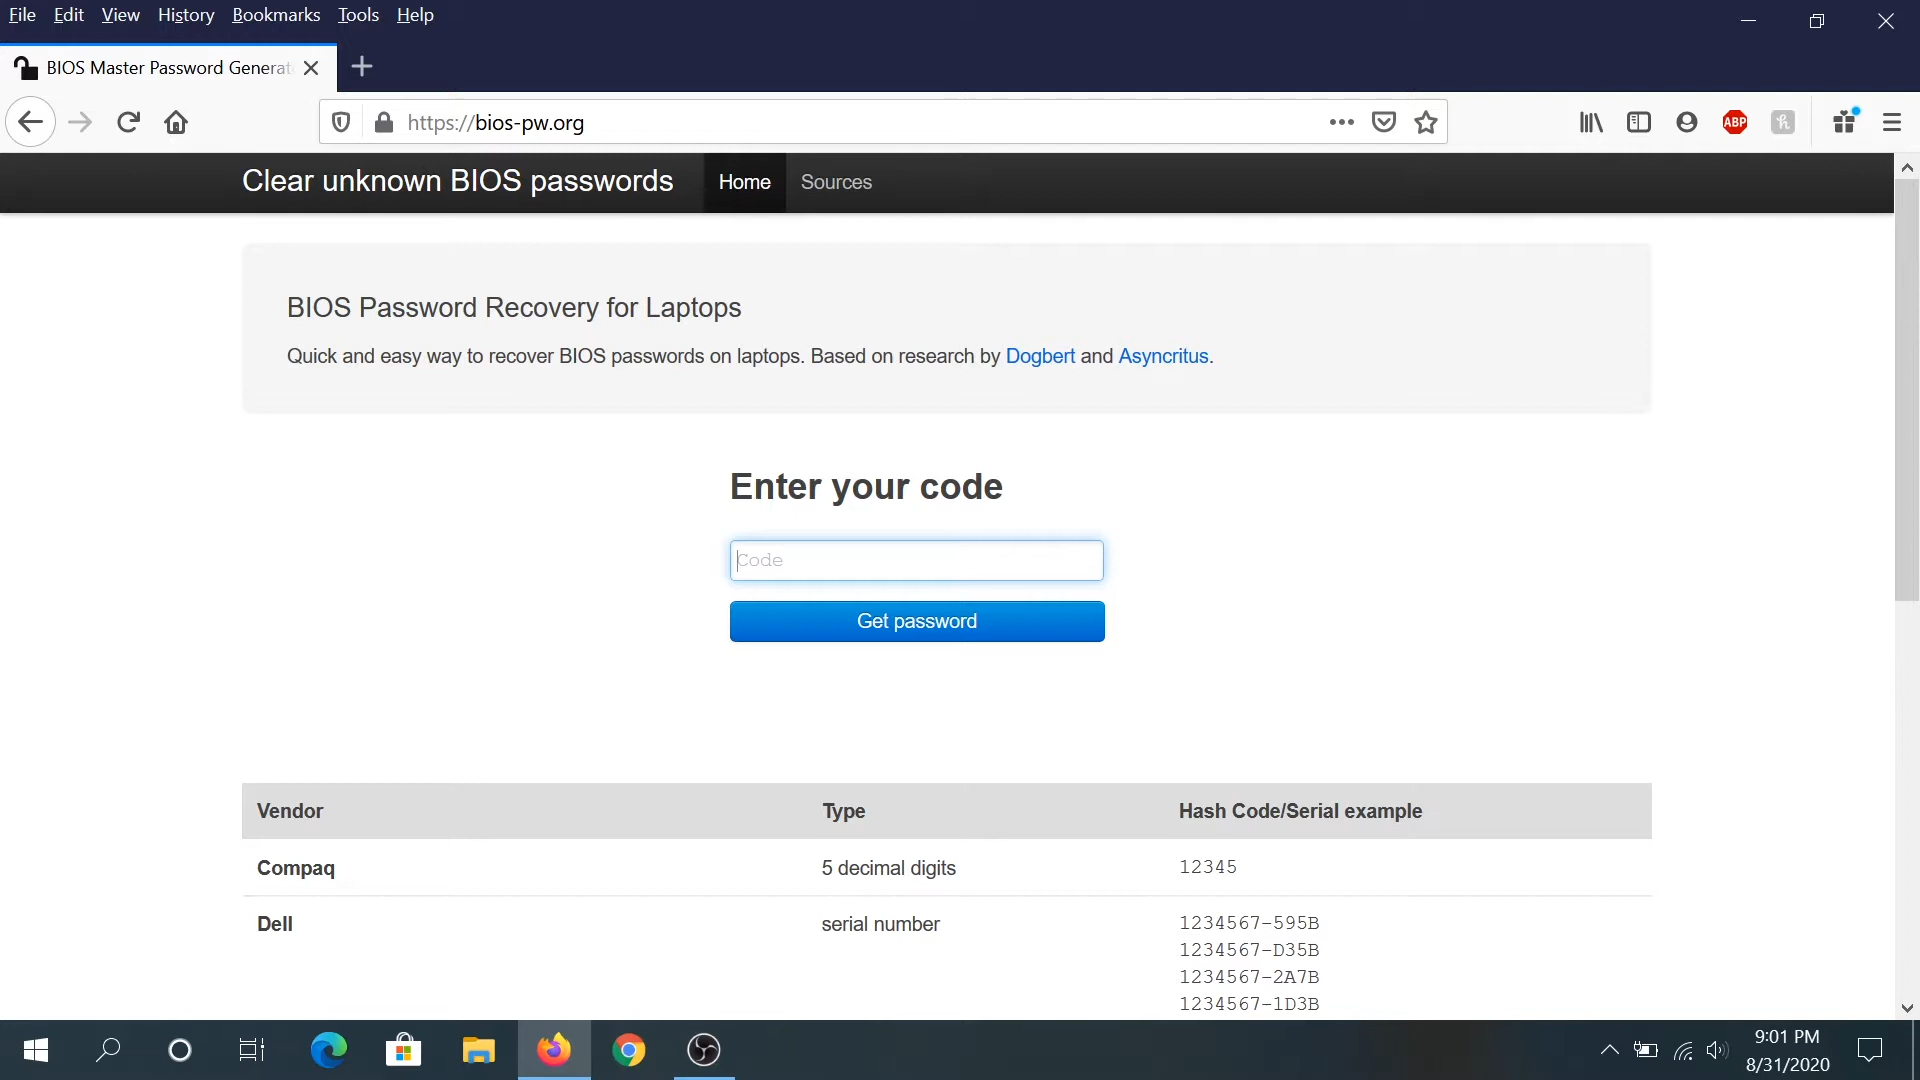 File Edit View History Bookmarks Tools Help
BIOS Master Password Generat
https://bios-pw.org
ABP
Clear unknown BIOS passwords Home Sources
BIOS Password Recovery for Laptops
Quick and easy way to recover BIOS passwords on laptops. Based on research by Dogbert and Asyncritus.
Enter your code
Code
Get password
Vendor Type Hash Code/Serial example
Compaq 5 decimal digits 12345
Dell serial number 1234567-595B
1234567-D35B
1234567-2A7B
1234567-1D3B
9:01 PM
8/31/2020